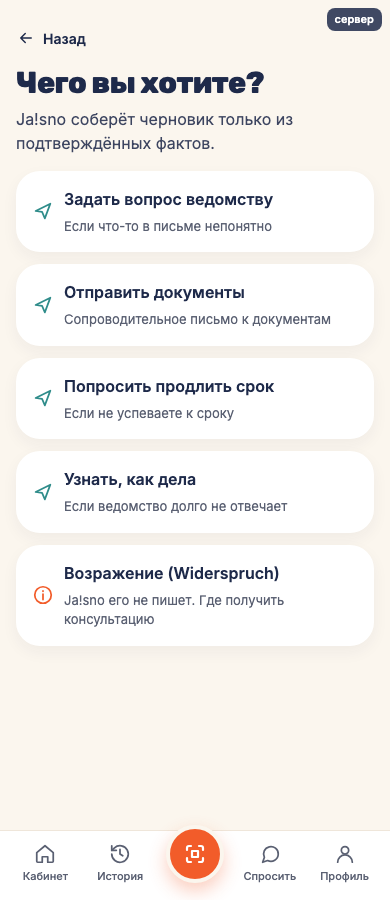 сервер
Назад
Чего вы хотите?
Ja!sno соберёт черновик только из
подтверждённых фактов.
Задать вопрос ведомству
Если что-то в письме непонятно
Отправить документы
Сопроводительное письмо к документам
Попросить продлить срок
Если не успеваете к сроку
Узнать, как дела
Если ведомство долго не отвечает
Возражение (Widerspruch)
Ja!sno его не пишет. Где получить
консультацию
Кабинет
История
Спросить
Профиль